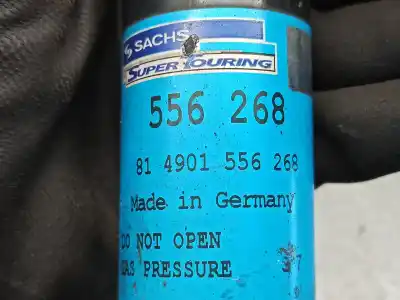 SACHS
SUPER TOURING
556 268
81 4901 556 268
Made in Germany
DO NOT OPEN
GAS PRESSURE